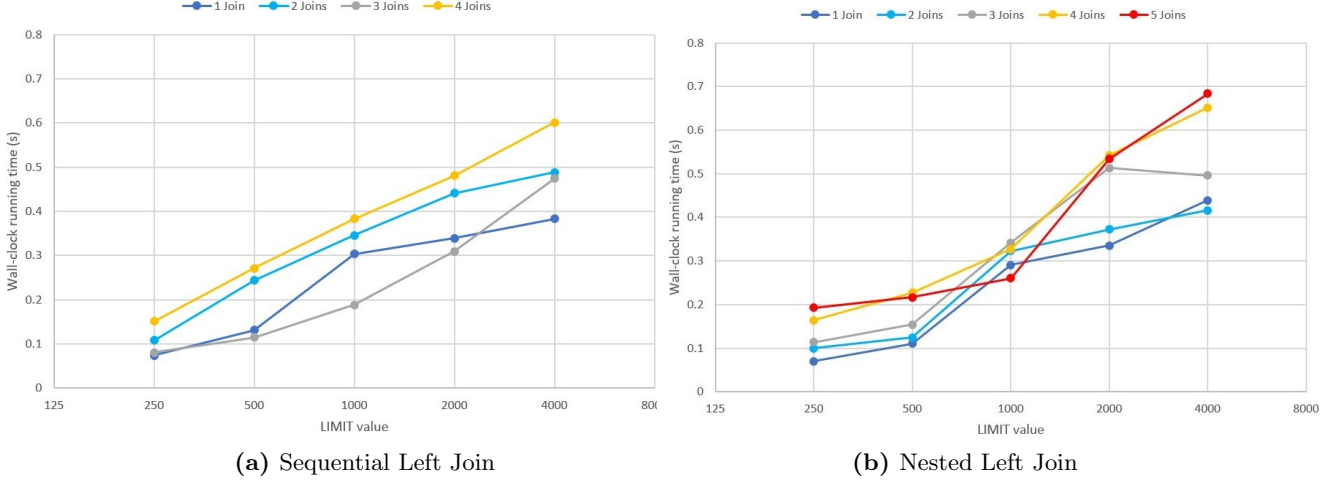 1 Join 2 Joins 3 Joins 4 Joins
0.8
0.7
0.6
0.5
0.4
0.3
0.2
0.1
0
Wall-clock running time (s)
125 250 500 1000 2000 4000 800
LIMIT value
(a) Sequential Left Join
1 Join 2 Joins 3 Joins 4 Joins 5 Joins
0.8
0.7
0.6
0.5
0.4
0.3
0.2
0.1
0
Wall-clock running time (s)
125 250 500 1000 2000 4000 8000
LIMIT value
(b) Nested Left Join